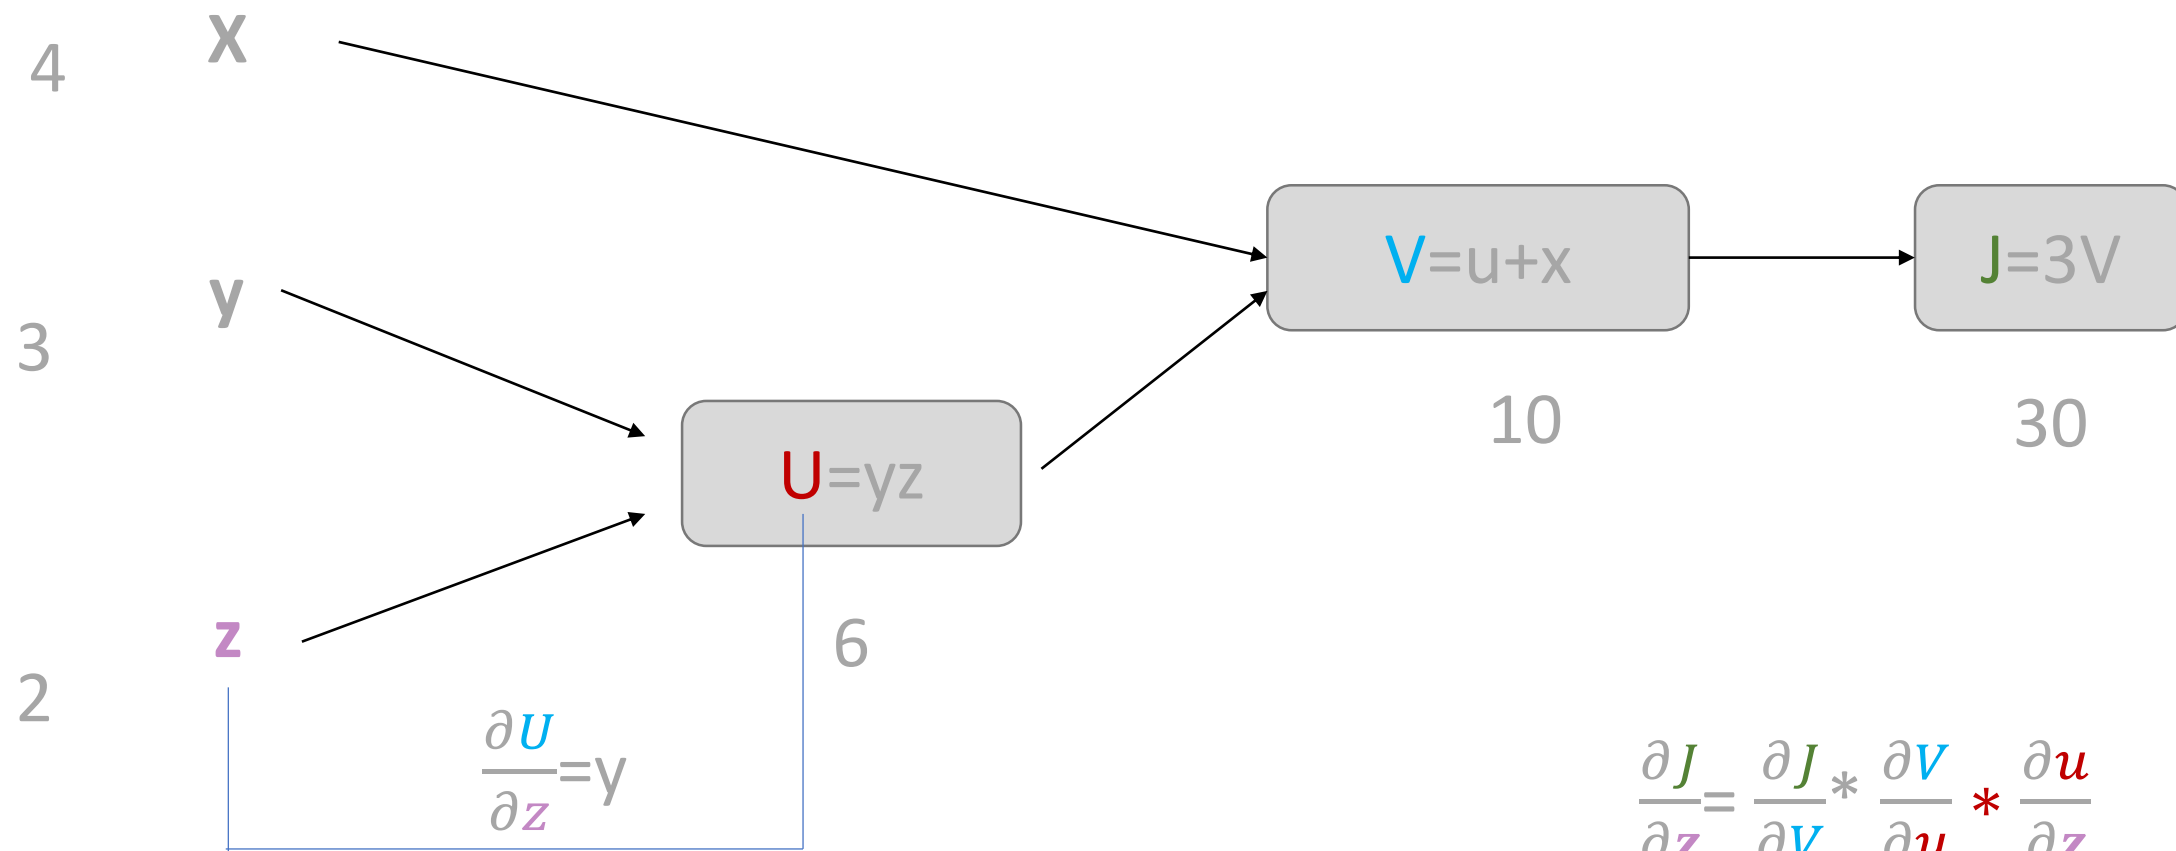 4
X
V=u+x
J=3V
y
3
10
30
U=yz
z
6
2
∂U/∂z=y
∂J/∂z= ∂J/∂V* ∂V/∂u * ∂u/∂z